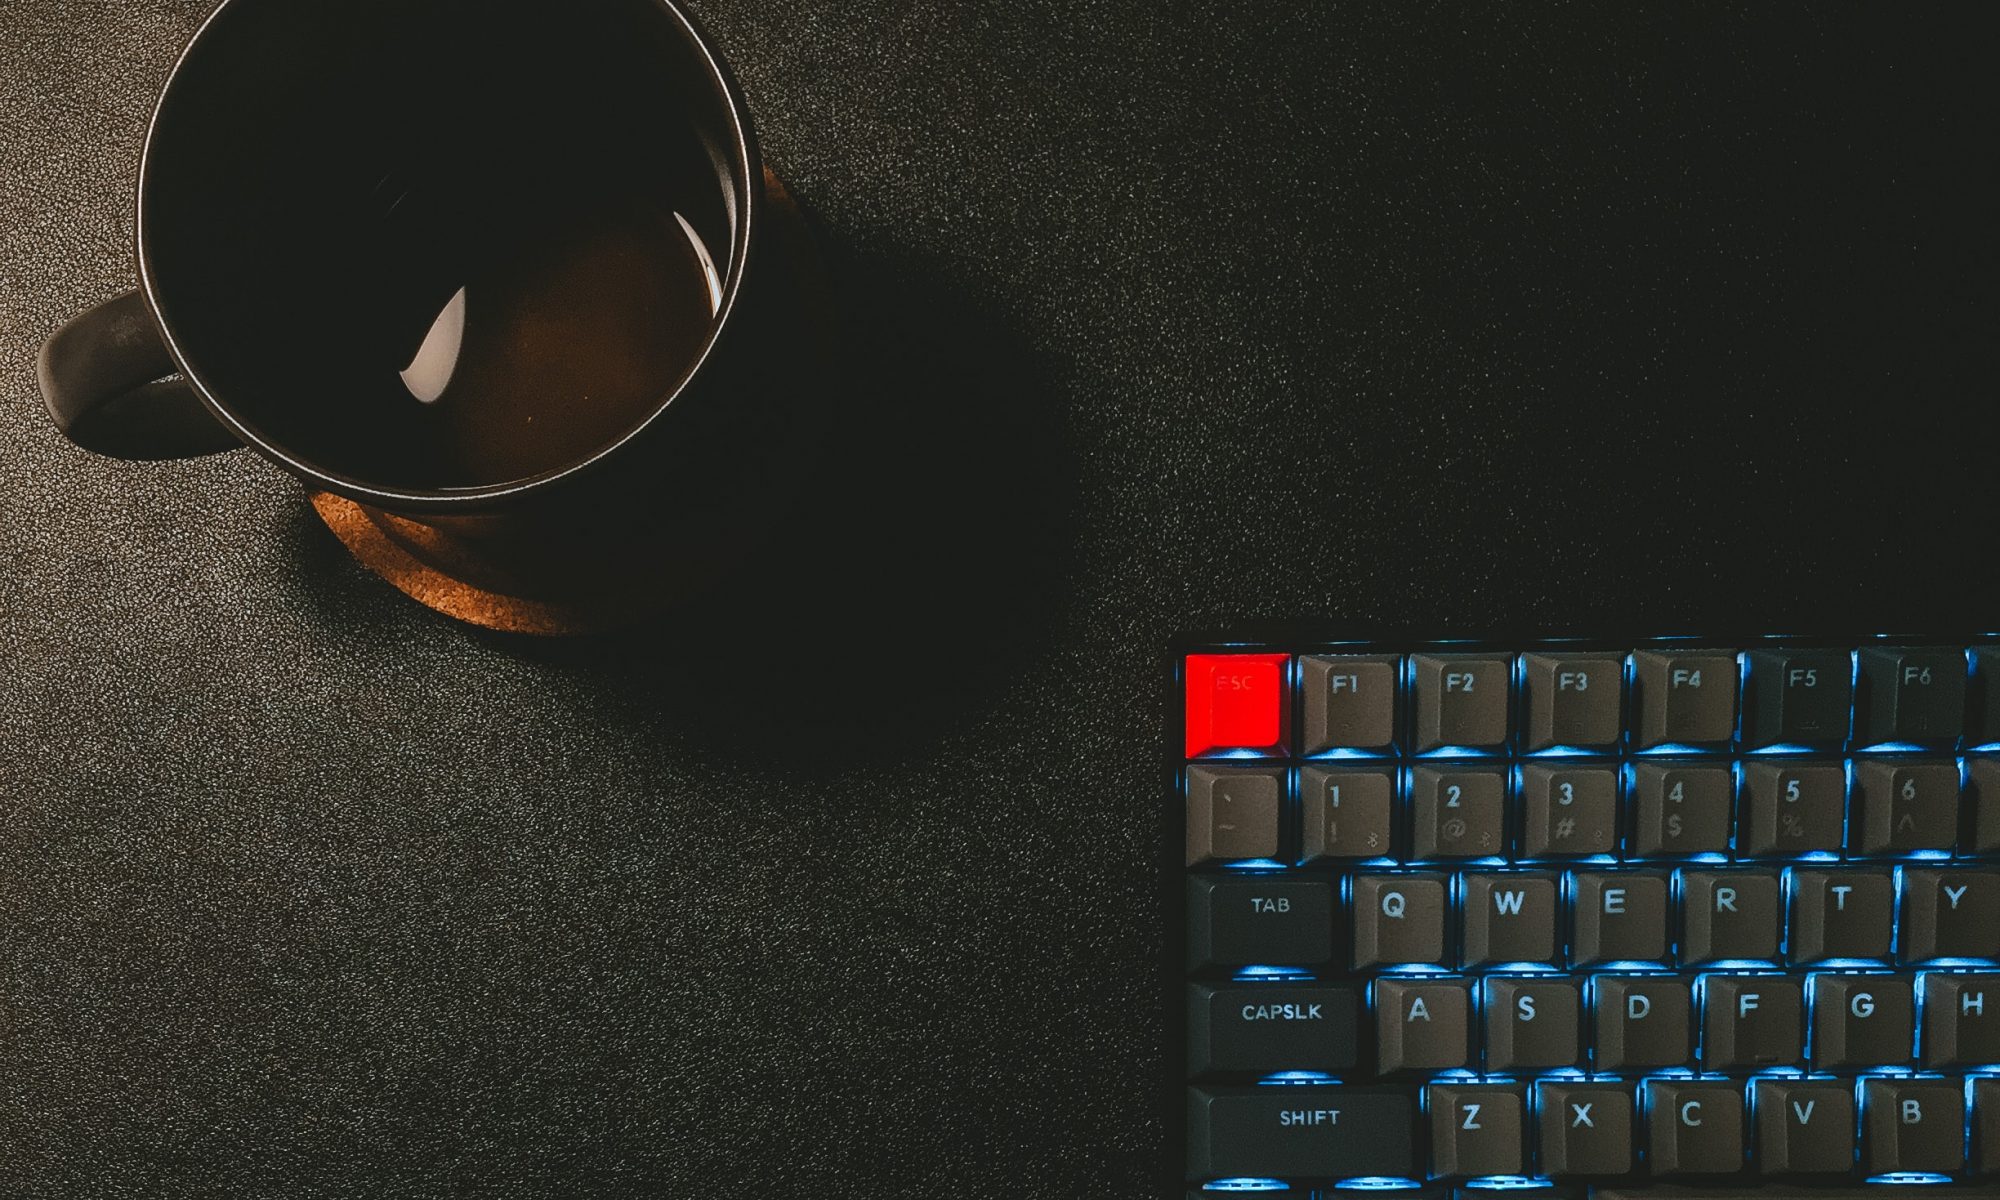 ESC F1 F2 F3 F4 F5 F6
` 1 2 3 4 5 6
~ ! @ # $ % ^
TAB Q W E R T Y
CAPSLK A S D F G H
SHIFT Z X C V B